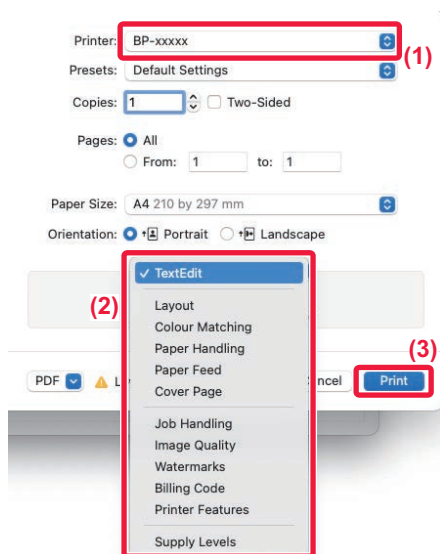 Printer: BP-xxxxx
(1)
Presets: Default Settings
Copies: 1 Two-Sided
Pages: All
From: 1 to: 1
Paper Size: A4 210 by 297 mm
Orientation: Portrait Landscape
✓ TextEdit
(2)
Layout
Colour Matching
Paper Handling
(3)
Paper Feed
PDF Print
Cover Page
Job Handling
Image Quality
Watermarks
Billing Code
Printer Features
Supply Levels